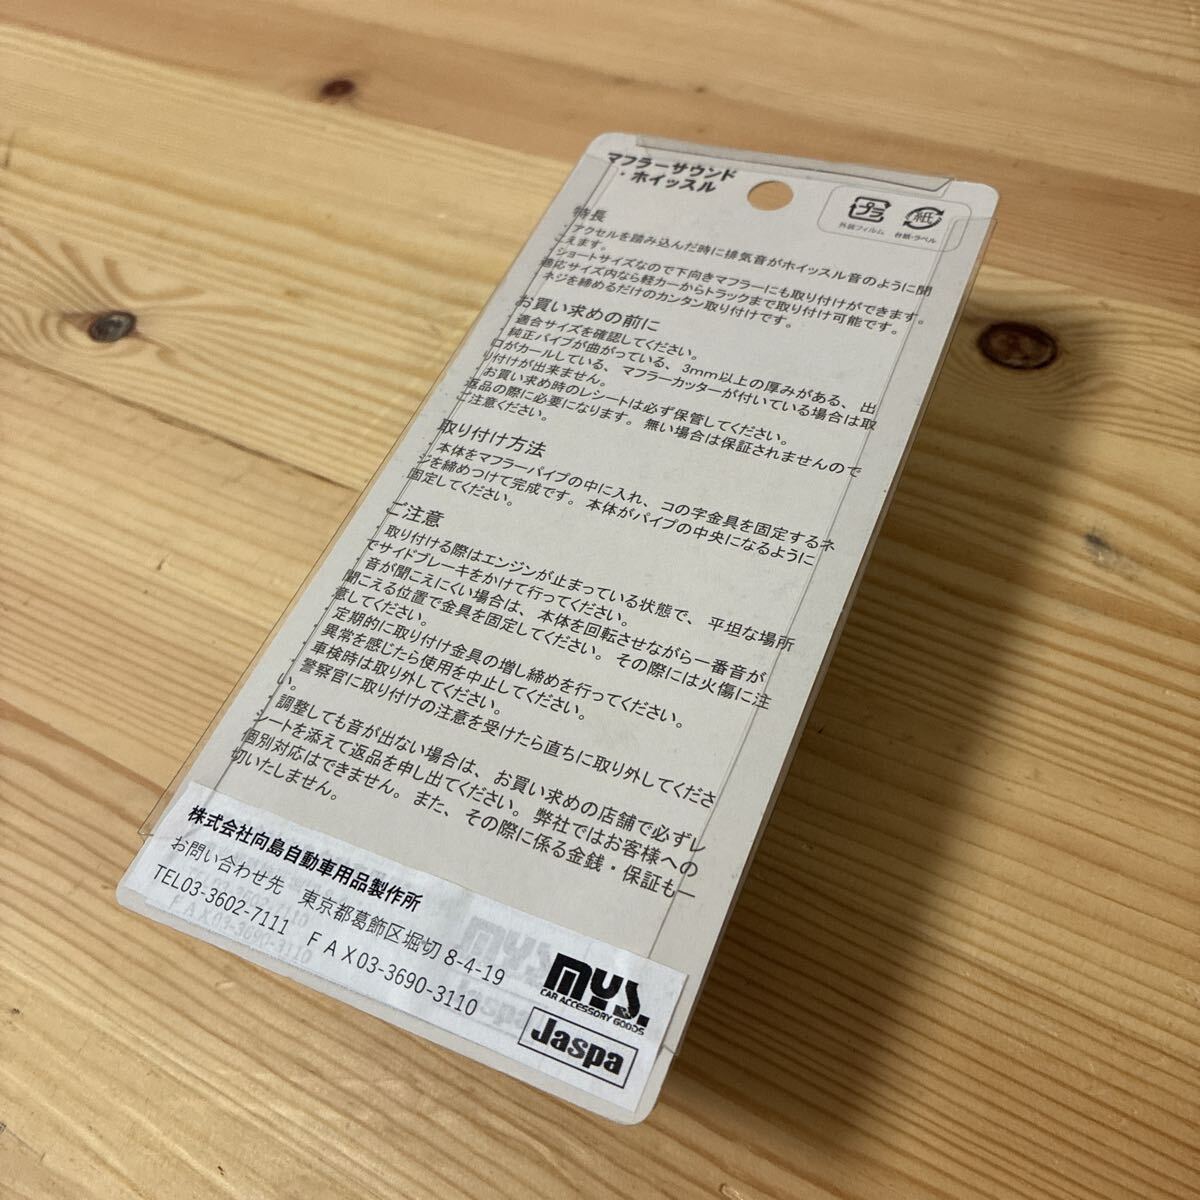 マフラーサウンド
・ホイッスル
プラ
外装フィルム
紙
台紙・ラベル
特長
・アクセルを踏み込んだ時に排気音がホイッスル音のように聞
こえます。
・ショートサイズなので下向きマフラーにも取り付けができます。
・適応サイズ内なら軽カーからトラックまで取り付け可能です。
・ネジを締めるだけのカンタン取り付けです。
お買い求めの前に
・適合サイズを確認してください。
・純正パイプが曲がっている、3mm以上の厚みがある、出
口がカールしている、マフラーカッターが付いている場合は取
り付けが出来ません。
・お買い求め時のレシートは必ず保管してください。
返品の際に必要になります。無い場合は保証されませんので
ご注意ください。
取り付け方法
・本体をマフラーパイプの中に入れ、コの字金具を固定するネ
ジを締めつけて完成です。本体がパイプの中央になるように
固定してください。
ご注意
・取り付ける際はエンジンが止まっている状態で、平坦な場所
でサイドブレーキをかけて行ってください。
・音が聞こえにくい場合は、本体を回転させながら一番音が
聞こえる位置で金具を固定してください。その際には火傷に注
意してください。
・定期的に取り付け金具の増し締めを行ってください。
・異常を感じたら使用を中止してください。
・車検時は取り外してください。
・警察官に取り付けの注意を受けたら直ちに取り外してくださ
い。
・調整しても音が出ない場合は、お買い求めの店舗で必ずレ
シートを添えて返品を申し出てください。弊社ではお客様への
個別対応はできません。また、その際に係る金銭・保証も一
切いたしません。
株式会社向島自動車用品製作所
お問い合わせ先 東京都葛飾区堀切 8-4-19
TEL03-3602-7111 FAX03-3690-3110
mys.
CAR ACCESSORY GOODS
Jaspa